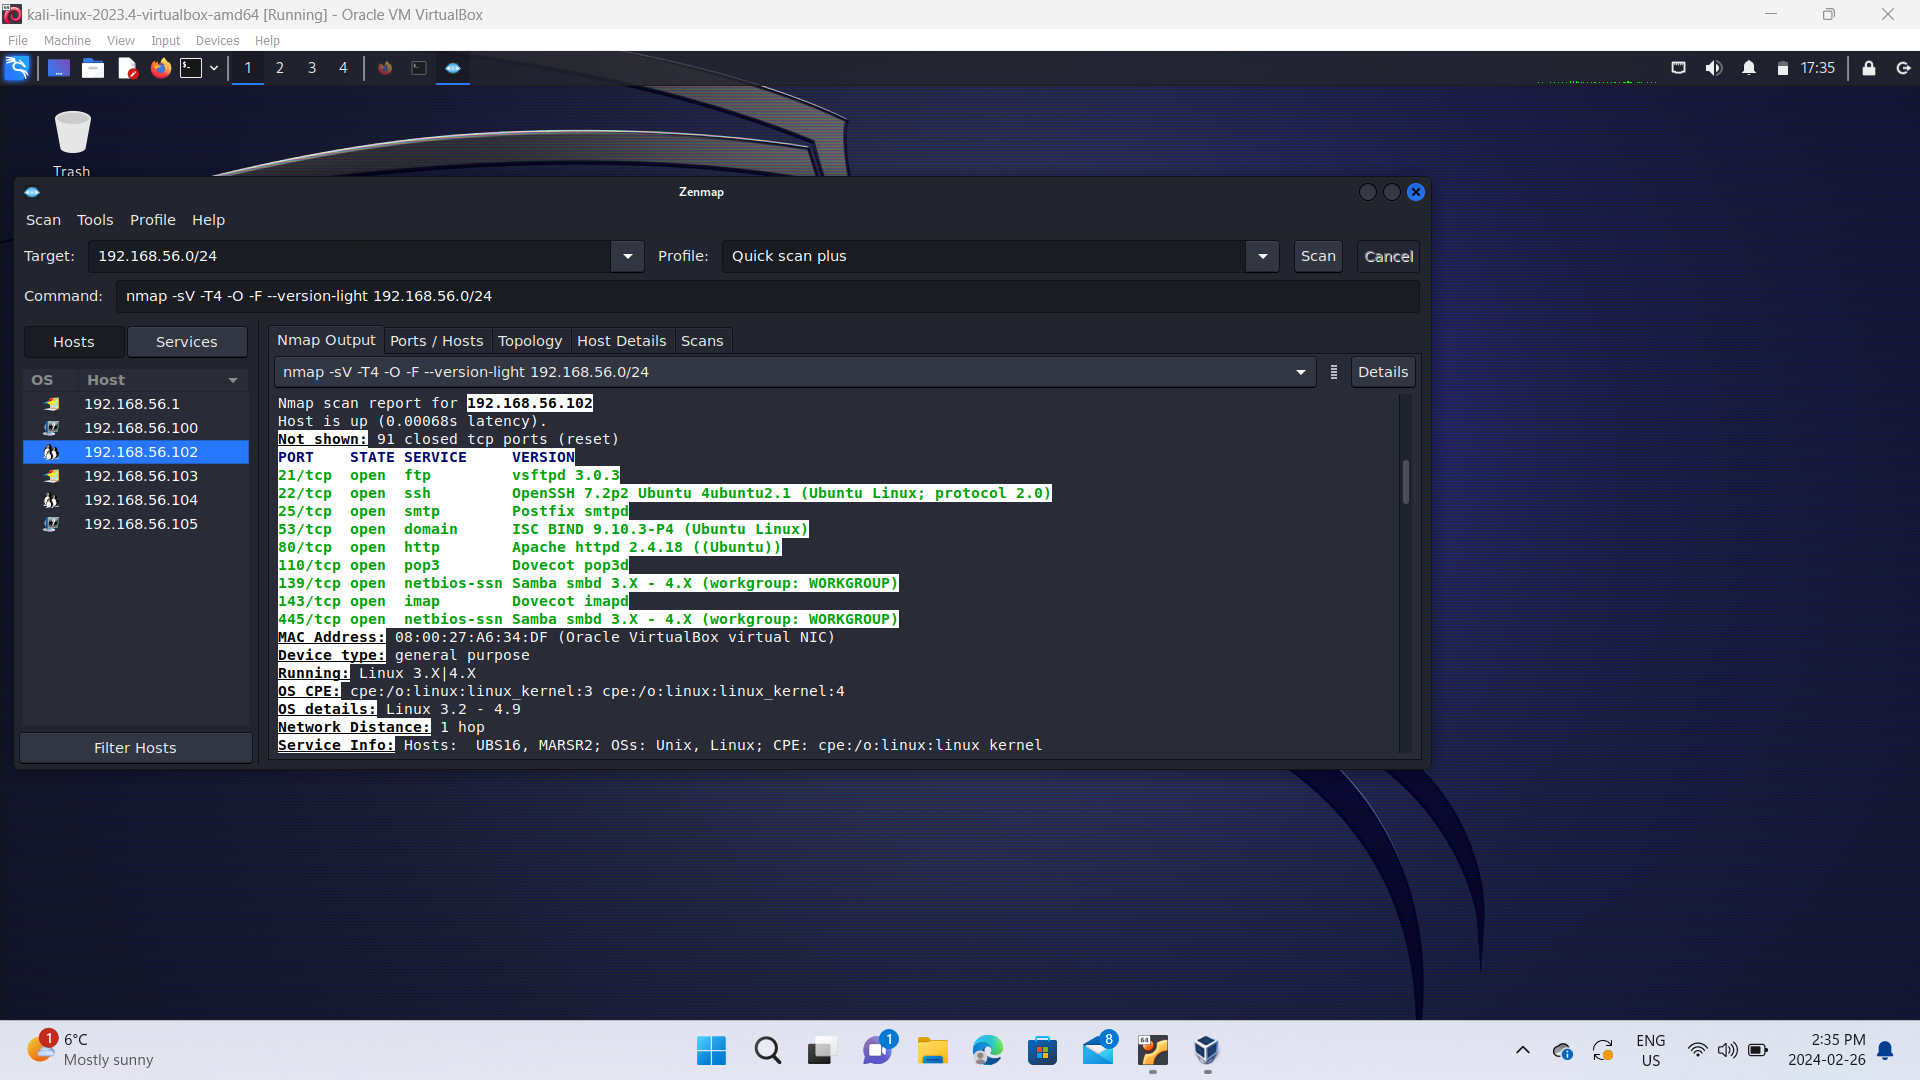 kali-linux-2023.4-virtualbox-amd64 [Running] - Oracle VM VirtualBox
File Machine View Input Devices Help
1 2 3 4 17:35
Trash
Zenmap
Scan Tools Profile Help
Target: 192.168.56.0/24 Profile: Quick scan plus Scan Cancel
Command: nmap -sV -T4 -O -F --version-light 192.168.56.0/24
Hosts Services
OS Host
192.168.56.1
192.168.56.100
192.168.56.102
192.168.56.103
192.168.56.104
192.168.56.105
Filter Hosts
Nmap Output Ports / Hosts Topology Host Details Scans
nmap -sV -T4 -O -F --version-light 192.168.56.0/24 Details
Nmap scan report for 192.168.56.102
Host is up (0.00068s latency).
Not shown: 91 closed tcp ports (reset)
PORT STATE SERVICE VERSION
21/tcp open ftp vsftpd 3.0.3
22/tcp open ssh OpenSSH 7.2p2 Ubuntu 4ubuntu2.1 (Ubuntu Linux; protocol 2.0)
25/tcp open smtp Postfix smtpd
53/tcp open domain ISC BIND 9.10.3-P4 (Ubuntu Linux)
80/tcp open http Apache httpd 2.4.18 ((Ubuntu))
110/tcp open pop3 Dovecot pop3d
139/tcp open netbios-ssn Samba smbd 3.X - 4.X (workgroup: WORKGROUP)
143/tcp open imap Dovecot imapd
445/tcp open netbios-ssn Samba smbd 3.X - 4.X (workgroup: WORKGROUP)
MAC Address: 08:00:27:A6:34:DF (Oracle VirtualBox virtual NIC)
Device type: general purpose
Running: Linux 3.X|4.X
OS CPE: cpe:/o:linux:linux_kernel:3 cpe:/o:linux:linux_kernel:4
OS details: Linux 3.2 - 4.9
Network Distance: 1 hop
Service Info: Hosts: UBS16, MARSR2; OSs: Unix, Linux; CPE: cpe:/o:linux:linux kernel
1 6°C
Mostly sunny
1
8
64
ENG
US
2:35 PM
2024-02-26